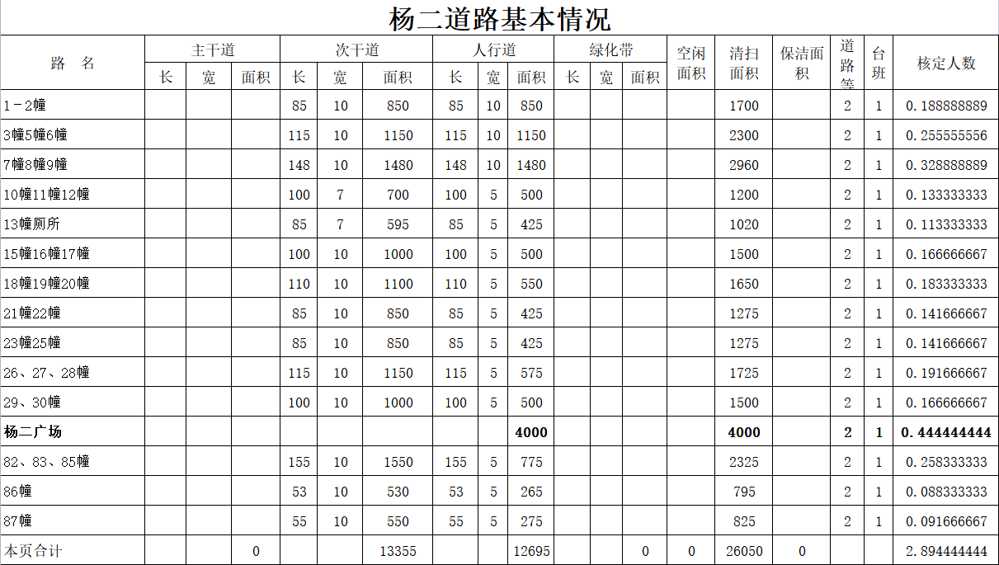 杨二道路基本情况
路 名 主干道 次干道 人行道 绿化带 空闲面积 清扫面积 保洁面积 道路等 台班 核定人数
长 宽 面积 长 宽 面积 长 宽 面积 长 宽 面积
1－2幢 85 10 850 85 10 850 1700 2 1 0.188888889
3幢5幢6幢 115 10 1150 115 10 1150 2300 2 1 0.255555556
7幢8幢9幢 148 10 1480 148 10 1480 2960 2 1 0.328888889
10幢11幢12幢 100 7 700 100 5 500 1200 2 1 0.133333333
13幢厕所 85 7 595 85 5 425 1020 2 1 0.113333333
15幢16幢17幢 100 10 1000 100 5 500 1500 2 1 0.166666667
18幢19幢20幢 110 10 1100 110 5 550 1650 2 1 0.183333333
21幢22幢 85 10 850 85 5 425 1275 2 1 0.141666667
23幢25幢 85 10 850 85 5 425 1275 2 1 0.141666667
26、27、28幢 115 10 1150 115 5 575 1725 2 1 0.191666667
29、30幢 100 10 1000 100 5 500 1500 2 1 0.166666667
杨二广场 4000 4000 2 1 0.444444444
82、83、85幢 155 10 1550 155 5 775 2325 2 1 0.258333333
86幢 53 10 530 53 5 265 795 2 1 0.088333333
87幢 55 10 550 55 5 275 825 2 1 0.091666667
本页合计 0 13355 12695 0 0 26050 0 2.894444444